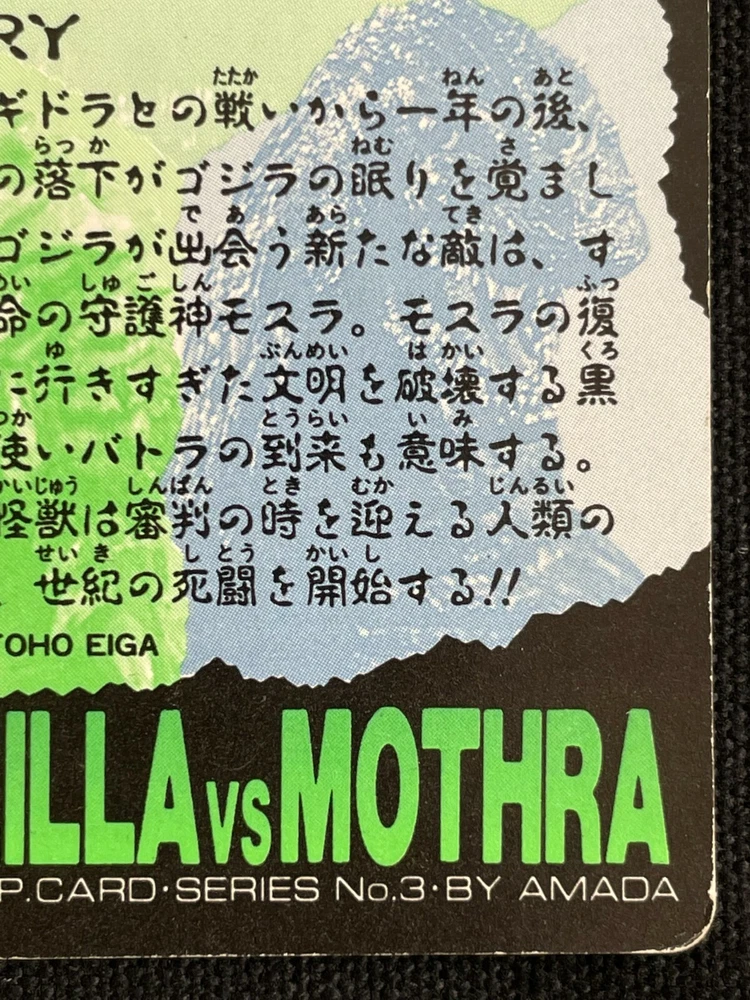 RY
ギドラとの戦いから一年の後、
の落下がゴジラの眠りを覚まし
ゴジラが出会う新たな敵は、す
命の守護神モスラ。モスラの復
に行きすぎた文明を破壊する黒
使いバトラの到来も意味する。
怪獣は審判の時を迎える人類の
世紀の死闘を開始する!!
TOHO EIGA
ILLA VS MOTHRA
P.CARD・SERIES No.3・BY AMADA